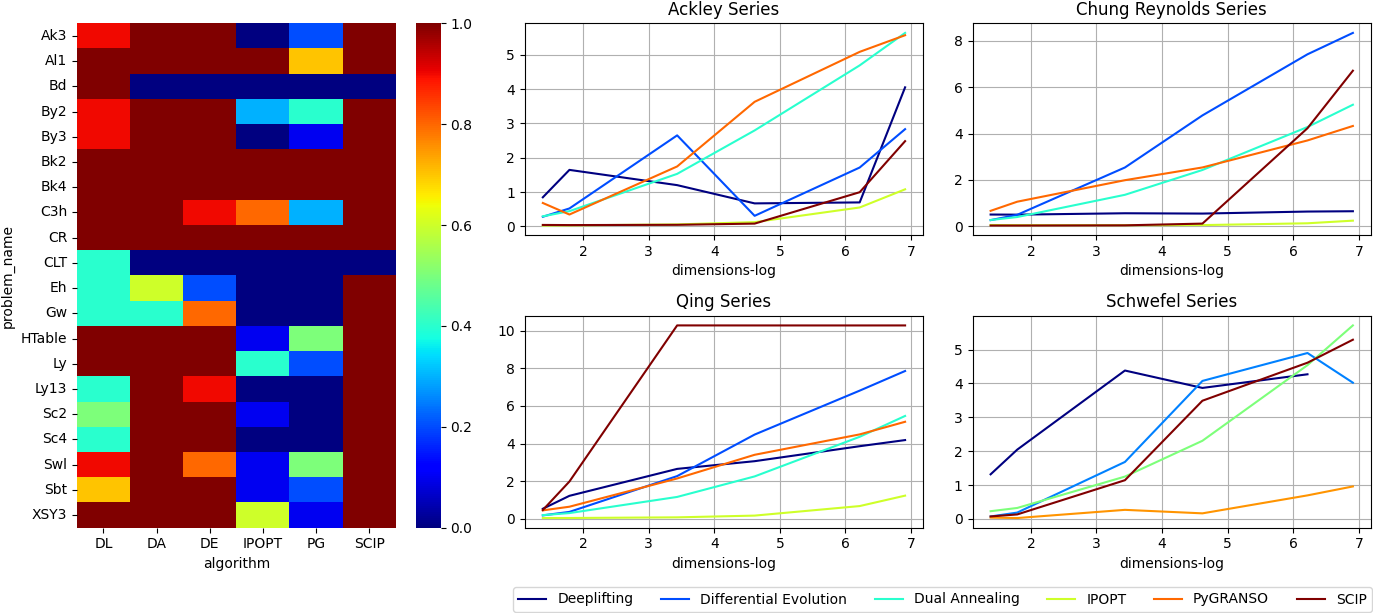 problem_name
Ak3
Al1
Bd
By2
By3
Bk2
Bk4
C3h
CR
CLT
Eh
Gw
HTable
Ly
Ly13
Sc2
Sc4
Swl
Sbt
XSY3
DL DA DE IPOPT PG SCIP
algorithm
1.0
0.8
0.6
0.4
0.2
0.0
Ackley Series
5
4
3
2
1
0
2 3 4 5 6 7
dimensions-log
Chung Reynolds Series
8
6
4
2
0
2 3 4 5 6 7
dimensions-log
Qing Series
10
8
6
4
2
0
2 3 4 5 6 7
dimensions-log
Schwefel Series
5
4
3
2
1
0
2 3 4 5 6 7
dimensions-log
Deeplifting Differential Evolution Dual Annealing IPOPT PyGRANSO SCIP